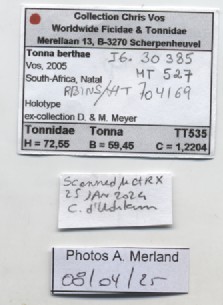 Collection Chris Vos
Worldwide Ficidae & Tonnidae
Merellaan 13, B-3270 Scherpenheuvel
Tonna berthae IG. 30 385
Vos, 2005 MT 527
South-Africa, Natal RBINS/MT 704169
Holotype
ex-collection D. & M. Meyer
Tonnidae Tonna TT535
H = 72,55 B = 59,45 C = 1,2204
Scanned µCTRX
25 JAN 2024
Photos A. Merland
08/04/25